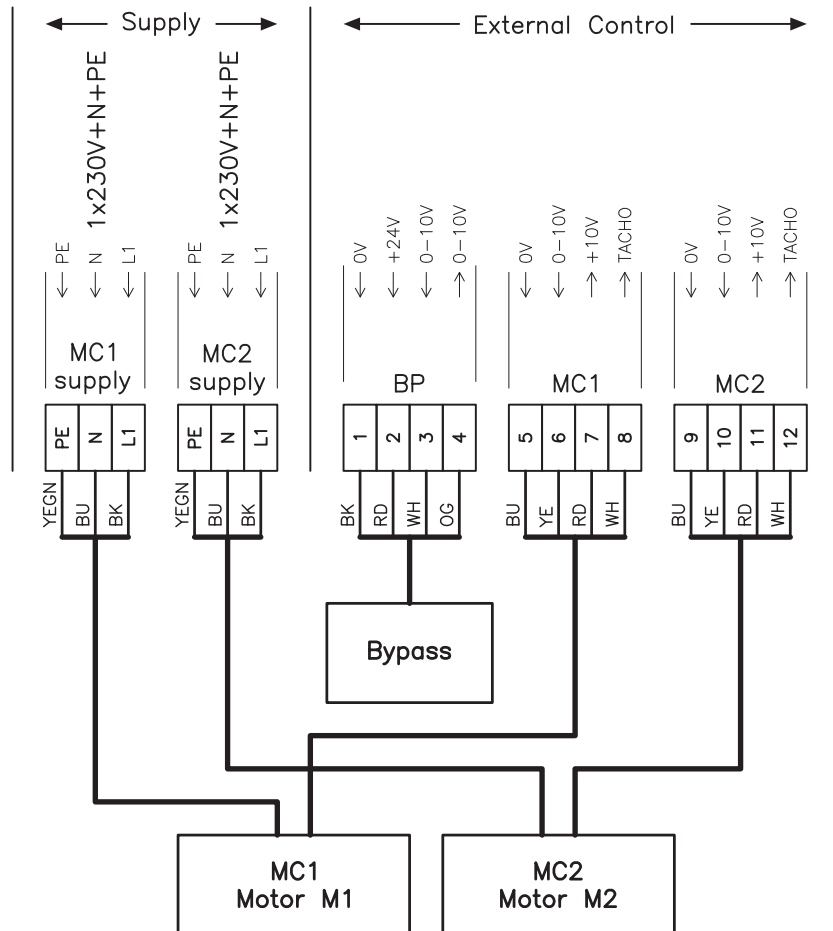 Supply
External Control
1x230V+N+PE
1x230V+N+PE
PE
N
L1
PE
N
L1
0V
+24V
0-10V
0-10V
0V
0-10V
+10V
TACHO
0V
0-10V
+10V
TACHO
MC1
supply
MC2
supply
BP
MC1
MC2
PE
N
L1
PE
N
L1
1
2
3
4
5
6
7
8
9
10
11
12
YEGN
BU
BK
YEGN
BU
BK
BK
RD
WH
OG
BU
YE
RD
WH
BU
YE
RD
WH
Bypass
MC1
Motor M1
MC2
Motor M2